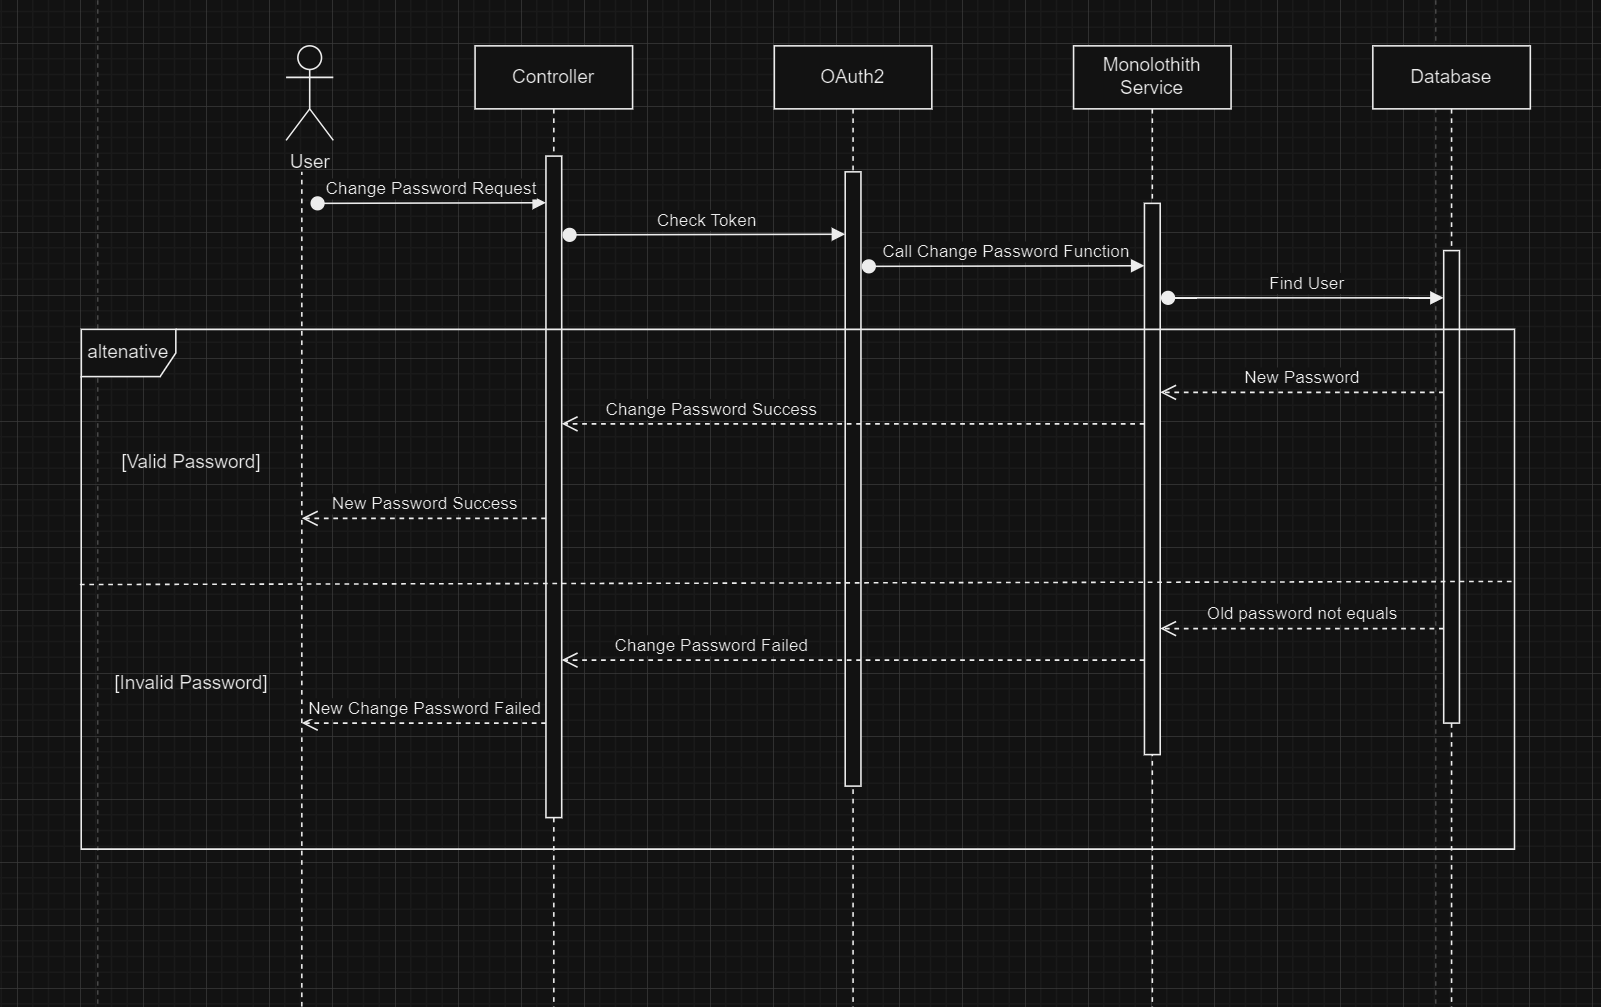 Controller
OAuth2
Monolothith
Service
Database
User
Change Password Request
Check Token
Call Change Password Function
Find User
altenative
New Password
Change Password Success
[Valid Password]
New Password Success
Old password not equals
Change Password Failed
[Invalid Password]
New Change Password Failed